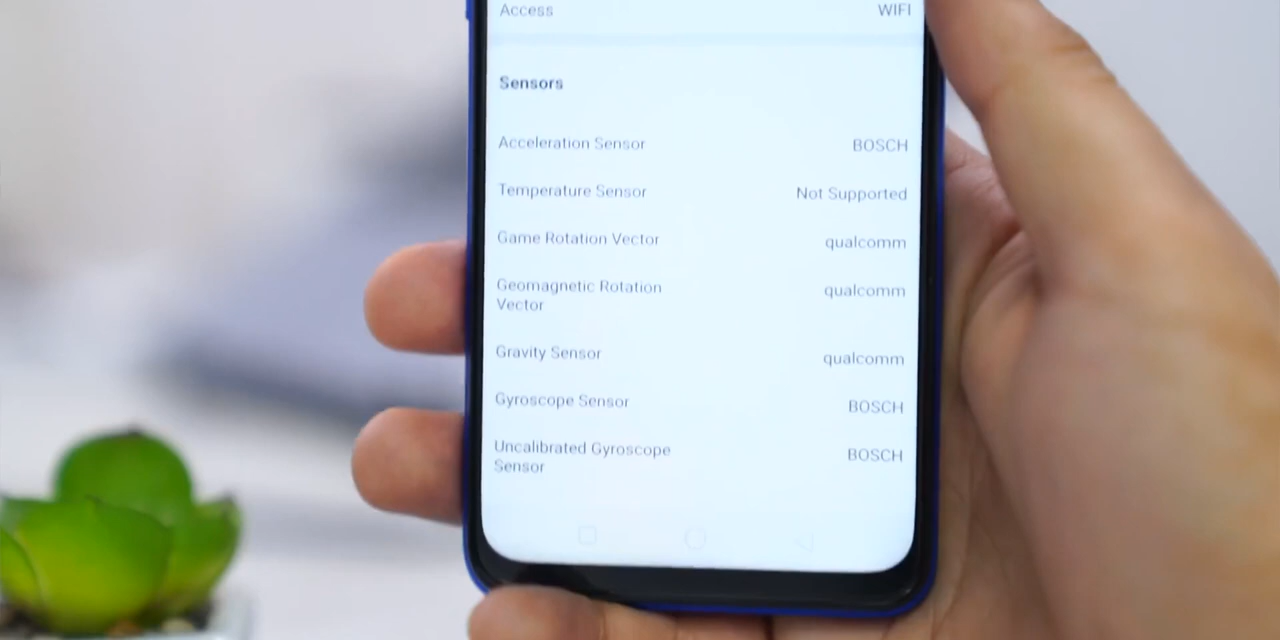 Access WIFI
Sensors
Acceleration Sensor BOSCH
Temperature Sensor Not Supported
Game Rotation Vector qualcomm
Geomagnetic Rotation
Vector qualcomm
Gravity Sensor qualcomm
Gyroscope Sensor BOSCH
Uncalibrated Gyroscope
Sensor BOSCH